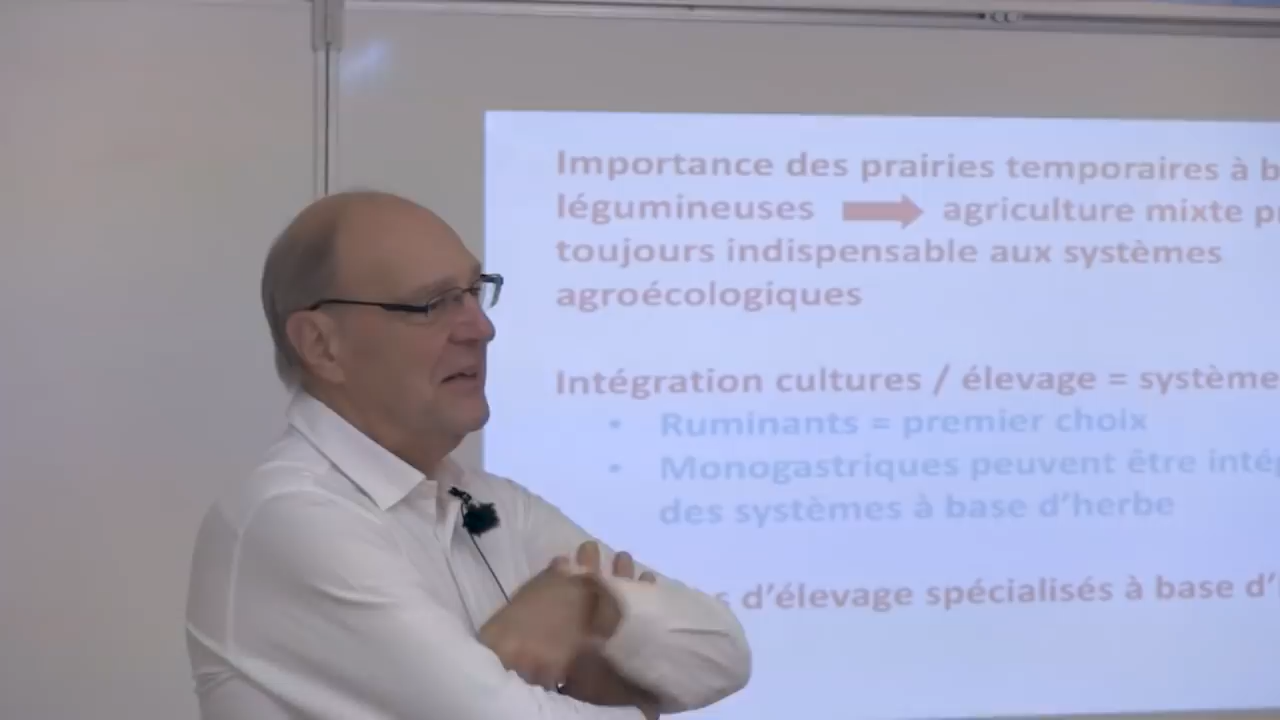 Importance des prairies temporaires à b
légumineuses agriculture mixte p
toujours indispensable aux systèmes
agroécologiques
Intégration cultures / élevage = système
• Ruminants = premier choix
• Monogastriques peuvent être inté
des systèmes à base d'herbe
s d'élevage spécialisés à base d'